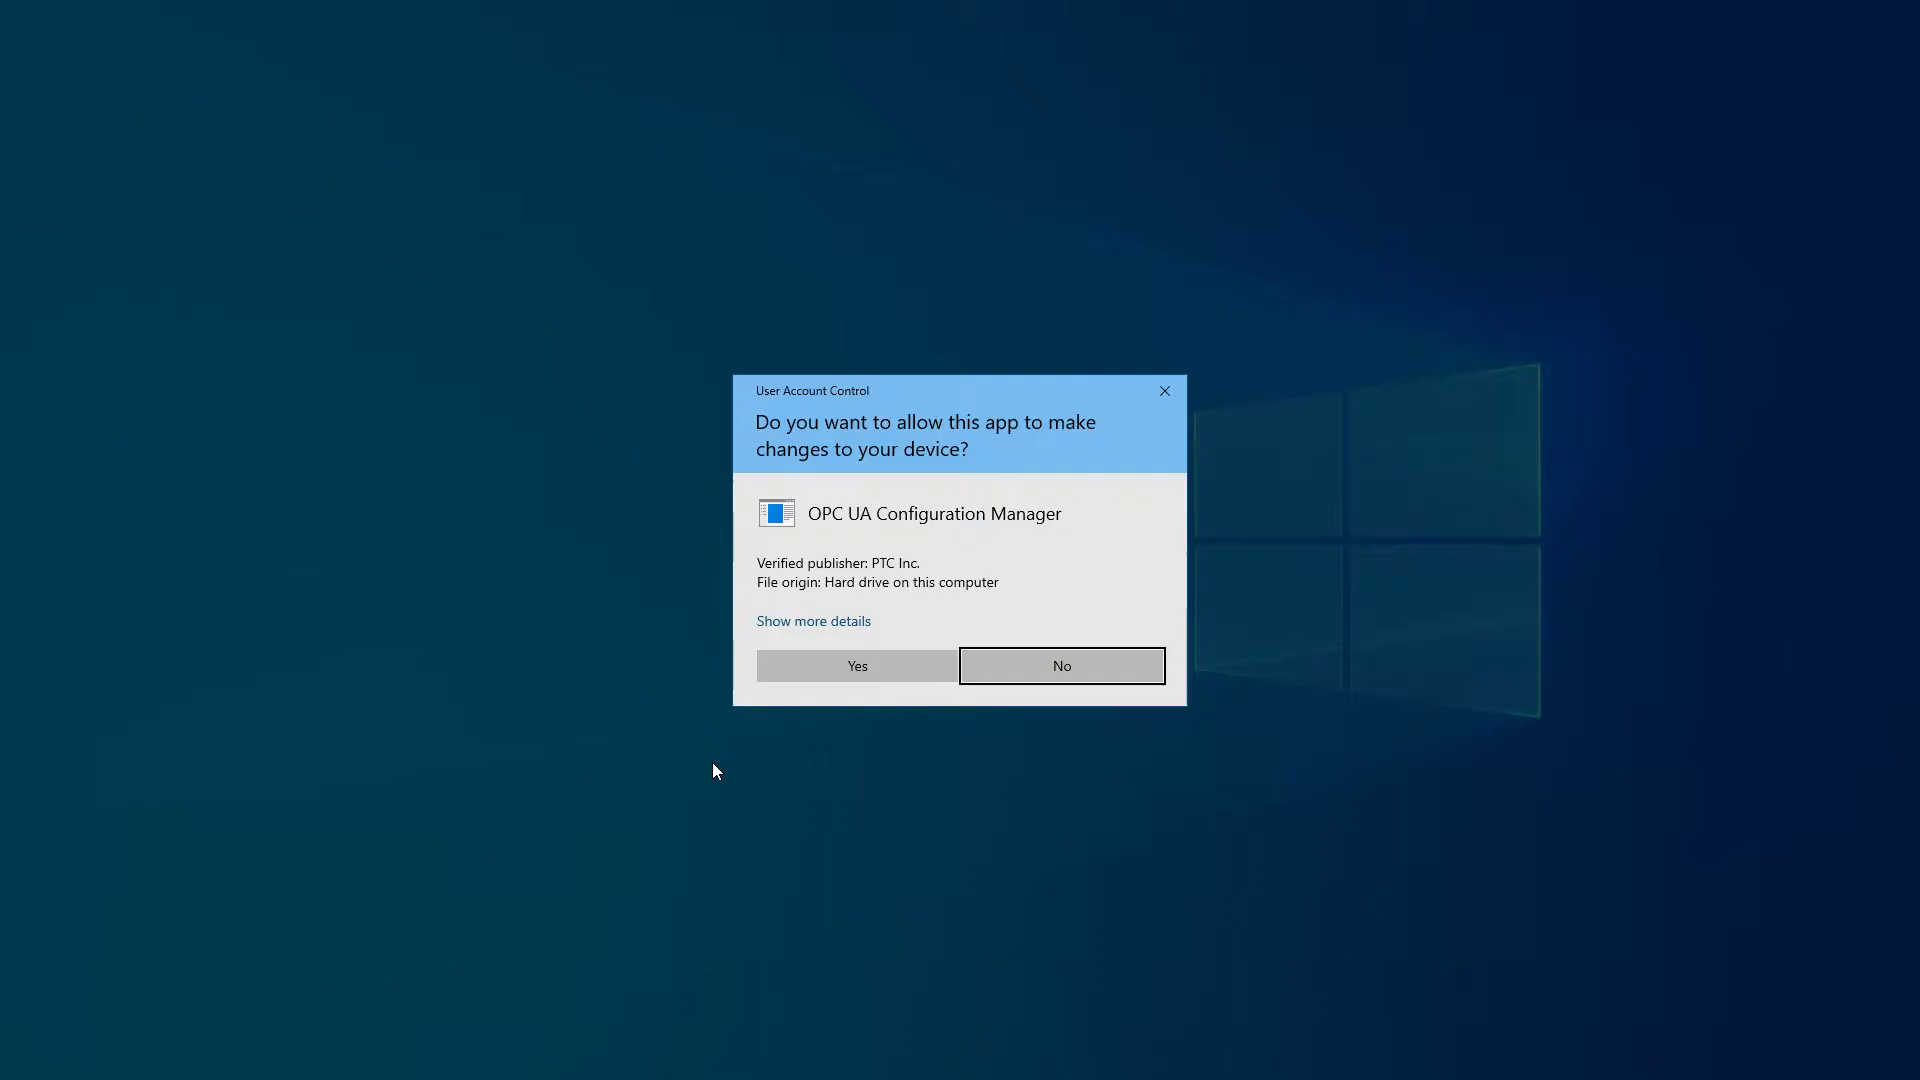 User Account Control
Do you want to allow this app to make
changes to your device?
OPC UA Configuration Manager
Verified publisher: PTC Inc.
File origin: Hard drive on this computer
Show more details
Yes
No